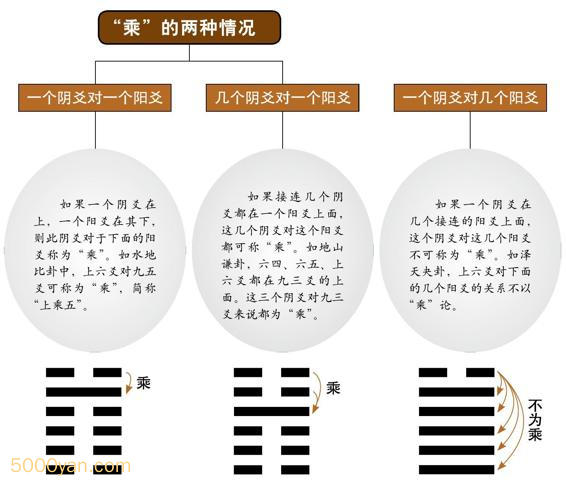 “乘”的两种情况
一个阴爻对一个阳爻
几个阴爻对一个阳爻
一个阴爻对几个阳爻
如果一个阴爻在
上，一个阳爻在其下，
则此阴爻对于下面的阳
爻称为“乘”。如水地
比卦中，上六爻对九五
爻可称为“乘”，简称
“上乘五”。
如果接连几个阴
爻都在一个阳爻上面，
这几个阴爻对这个阳爻
都可称“乘”。如地山
谦卦，六四、六五、上
六爻都在九三爻的上
面。这三个阴爻对九三
爻来说都为“乘”。
如果一个阴爻在
几个接连的阳爻上面，
这个阴爻对这几个阳爻
不可称为“乘”。如泽
天夬卦，上六爻对下面
的几个阳爻的关系不以
“乘”论。
乘
乘
不为乘
5000yan.com